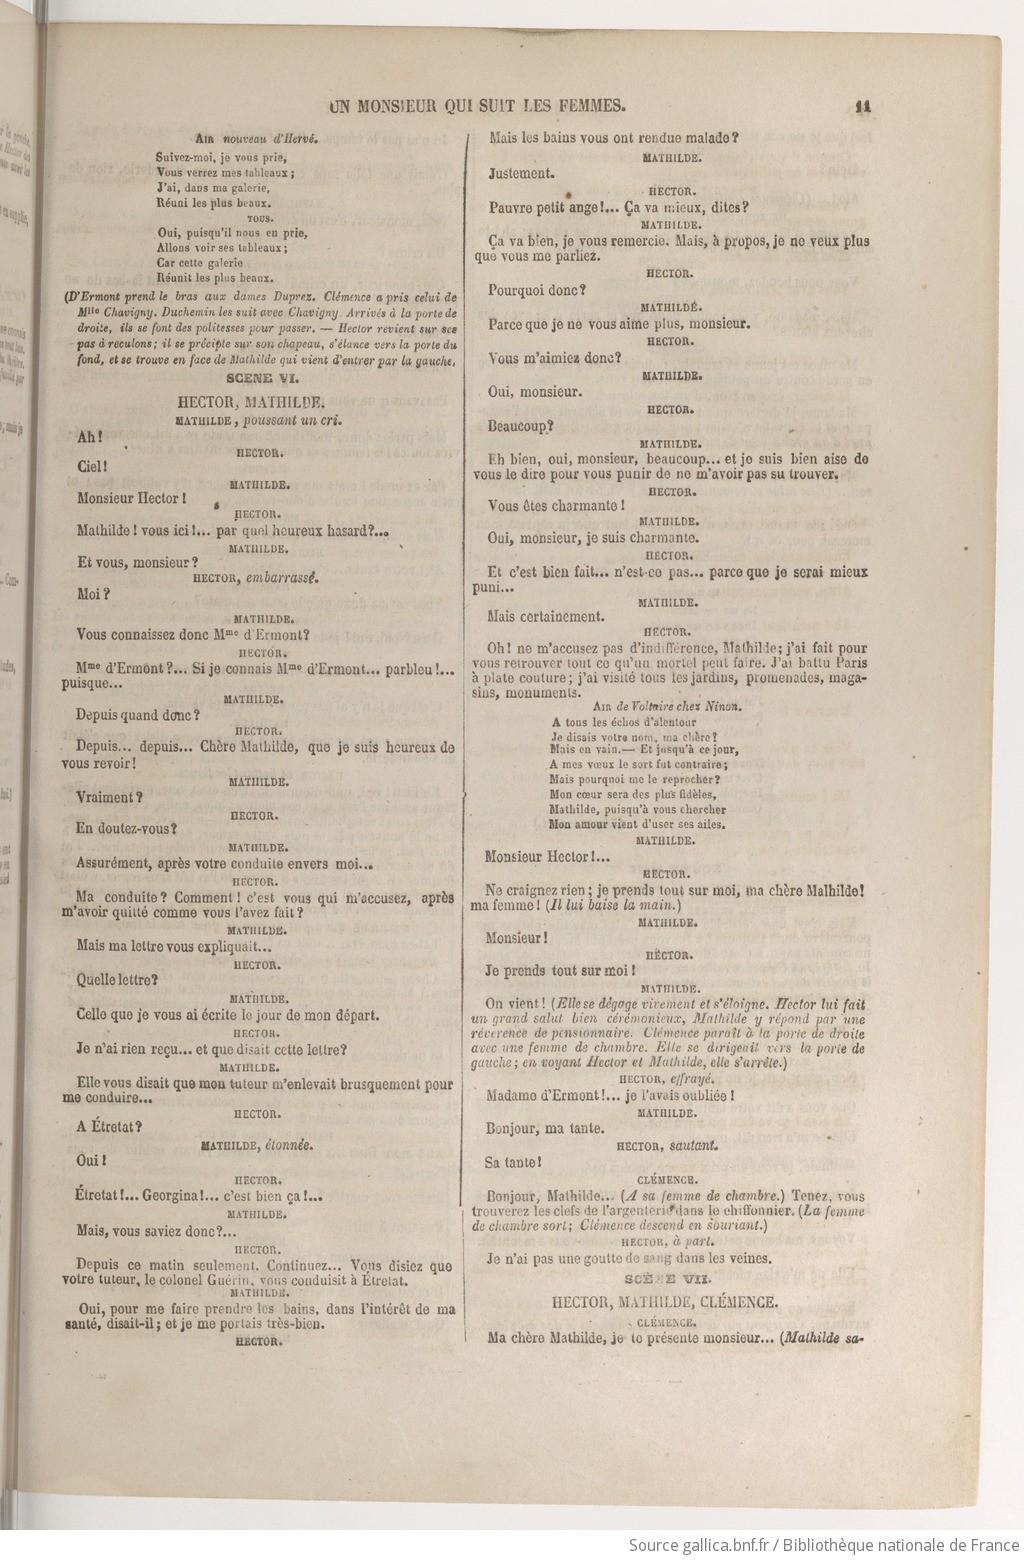 UN MONSIEUR QUI SUIT LES FEMMES.
11
AIR nouveau d'Hervé.
Suivez-moi, je vous prie,
Vous verrez mes tableaux;
J'ai, dans ma galerie,
Réuni les plus beaux.
TOUS.
Oui, puisqu'il nous en prie,
Allons voir ses tableaux;
Car cette galerie
Réunit les plus beaux.
(D'Ermont prend le bras aux dames Duprez. Clémence a pris celui de
Mlle Chavigny. Duchemin les suit avec Chavigny. Arrivés à la porte de
droite, ils se font des politesses pour passer. — Hector revient sur ses
pas à reculons; il se précipite sur son chapeau, s'élance vers la porte du
fond, et se trouve en face de Mathilde qui vient d'entrer par la gauche.
SCENE VI.
HECTOR, MATHILDE.
MATHILDE, poussant un cri.
Ah!
HECTOR.
Ciel!
MATHILDE.
Monsieur Hector!
HECTOR.
Mathilde! vous ici!... par quel heureux hasard?...
MATHILDE.
Et vous, monsieur?
HECTOR, embarrassé.
Moi?
MATHILDE.
Vous connaissez donc Mme d'Ermont?
HECTOR.
Mme d'Ermont?... Si je connais Mme d'Ermont... parbleu!...
puisque...
MATHILDE.
Depuis quand donc?
HECTOR.
Depuis... depuis... Chère Mathilde, que je suis heureux de
vous revoir!
MATHILDE.
Vraiment?
HECTOR.
En doutez-vous?
MATHILDE.
Assurément, après votre conduite envers moi...
HECTOR.
Ma conduite? Comment! c'est vous qui m'accusez, après
m'avoir quitté comme vous l'avez fait?
MATHILDE.
Mais ma lettre vous expliquait...
HECTOR.
Quelle lettre?
MATHILDE.
Celle que je vous ai écrite le jour de mon départ.
HECTOR.
Je n'ai rien reçu... et que disait cette lettre?
MATHILDE.
Elle vous disait que mon tuteur m'enlevait brusquement pour
me conduire...
HECTOR.
A Étretat?
MATHILDE, étonnée.
Oui!
HECTOR.
Étretat!... Georgina!... c'est bien ça!...
MATHILDE.
Mais, vous saviez donc?...
HECTOR.
Depuis ce matin seulement. Continuez... Vous disiez que
votre tuteur, le colonel Guérin, vous conduisit à Étretat.
MATHILDE.
Oui, pour me faire prendre les bains, dans l'intérêt de ma
santé, disait-il; et je me portais très-bien.
HECTOR.
Mais les bains vous ont rendue malade?
MATHILDE.
Justement.
HECTOR.
Pauvre petit ange!... Ça va mieux, dites?
MATHILDE.
Ça va bien, je vous remercie. Mais, à propos, je ne veux plus
que vous me parliez.
HECTOR.
Pourquoi donc?
MATHILDE.
Parce que je ne vous aime plus, monsieur.
HECTOR.
Vous m'aimiez donc?
MATHILDE.
Oui, monsieur.
HECTOR.
Beaucoup?
MATHILDE.
Eh bien, oui, monsieur, beaucoup... et je suis bien aise de
vous le dire pour vous punir de ne m'avoir pas su trouver.
HECTOR.
Vous êtes charmante!
MATHILDE.
Oui, monsieur, je suis charmante.
HECTOR.
Et c'est bien fait... n'est-ce pas... parce que je serai mieux
puni...
MATHILDE.
Mais certainement.
HECTOR.
Oh! ne m'accusez pas d'indifférence, Mathilde; j'ai fait pour
vous retrouver tout ce qu'un mortel peut faire. J'ai battu Paris
à plate couture; j'ai visité tous les jardins, promenades, maga-
sins, monuments.
AIR de Voltaire chez Ninon.
A tous les échos d'alentour
Je disais votre nom, ma chère!
Mais en vain.— Et jusqu'à ce jour,
A mes vœux le sort fut contraire;
Mais pourquoi me le reprocher?
Mon cœur sera des plus fidèles,
Mathilde, puisqu'à vous chercher
Mon amour vient d'user ses ailes.
MATHILDE.
Monsieur Hector!...
HECTOR.
Ne craignez rien; je prends tout sur moi, ma chère Mathilde!
ma femme! (Il lui baise la main.)
MATHILDE.
Monsieur!
HECTOR.
Je prends tout sur moi!
MATHILDE.
On vient! (Elle se dégage vivement et s'éloigne. Hector lui fait
un grand salut bien cérémonieux, Mathilde y répond par une
révérence de pensionnaire. Clémence paroît à la porte de droite
avec une femme de chambre. Elle se dirigeait vers la porte de
gauche; en voyant Hector et Mathilde, elle s'arrête.)
HECTOR, effrayé.
Madame d'Ermont!... je l'avais oubliée!
MATHILDE.
Bonjour, ma tante.
HECTOR, sautant.
Sa tante!
CLÉMENCE.
Bonjour, Mathilde... (A sa femme de chambre.) Tenez, vous
trouverez les clefs de l'argenterie dans le chiffonnier. (La femme
de chambre sort; Clémence descend en souriant.)
HECTOR, à part.
Je n'ai pas une goutte de sang dans les veines.
SCÈNE VII.
HECTOR, MATHILDE, CLÉMENCE.
CLÉMENCE.
Ma chère Mathilde, je te présente monsieur... (Mathilde sa-
Source gallica.bnf.fr / Bibliothèque nationale de France